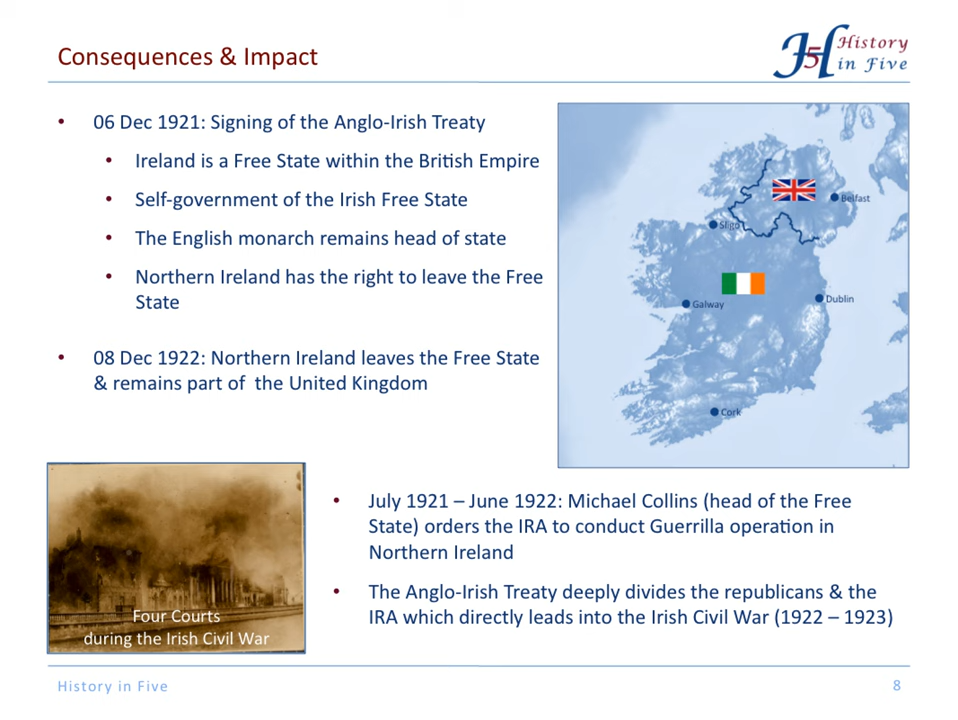 Consequences & Impact
History
in Five
• 06 Dec 1921: Signing of the Anglo-Irish Treaty
• Ireland is a Free State within the British Empire
• Self-government of the Irish Free State
• The English monarch remains head of state
• Northern Ireland has the right to leave the Free
State
• 08 Dec 1922: Northern Ireland leaves the Free State
& remains part of the United Kingdom
Belfast
Sligo
Galway
Dublin
Cork
Four Courts
during the Irish Civil War
• July 1921 – June 1922: Michael Collins (head of the Free
State) orders the IRA to conduct Guerrilla operation in
Northern Ireland
• The Anglo-Irish Treaty deeply divides the republicans & the
IRA which directly leads into the Irish Civil War (1922 – 1923)
History in Five
8